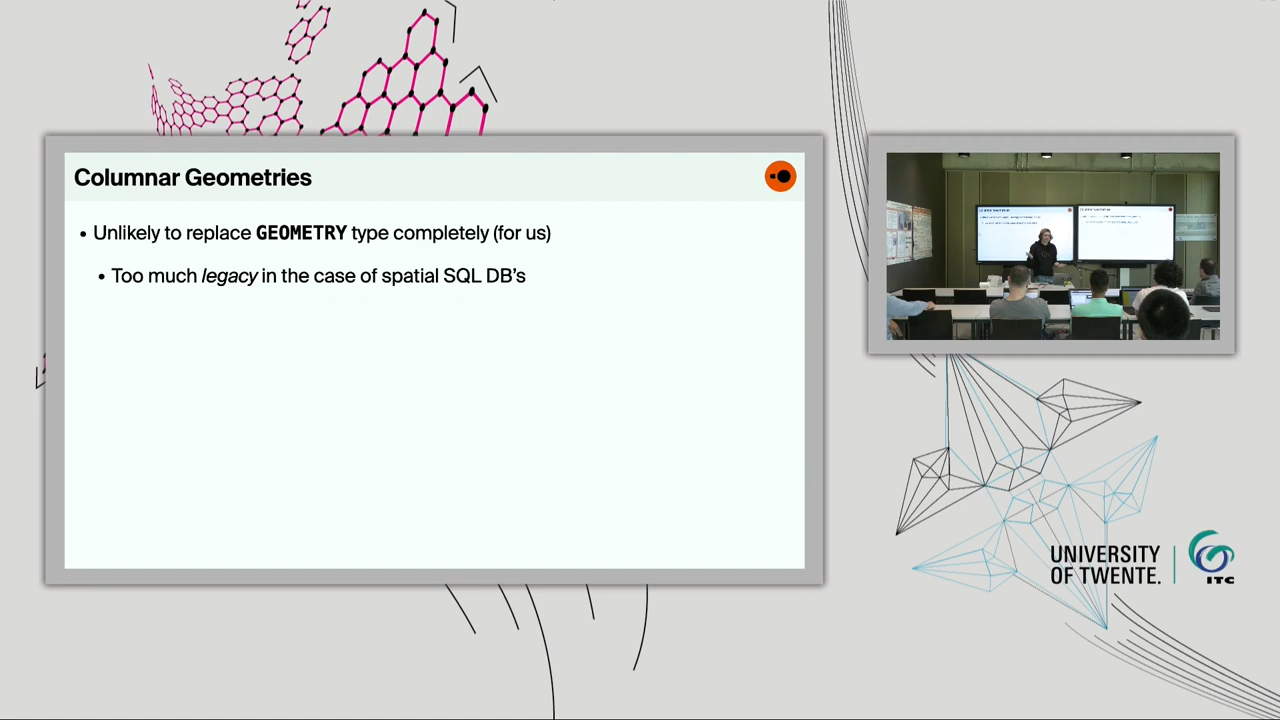 Columnar Geometries
• Unlikely to replace GEOMETRY type completely (for us)
• Too much legacy in the case of spatial SQL DB's
UNIVERSITY
OF TWENTE.
ITC